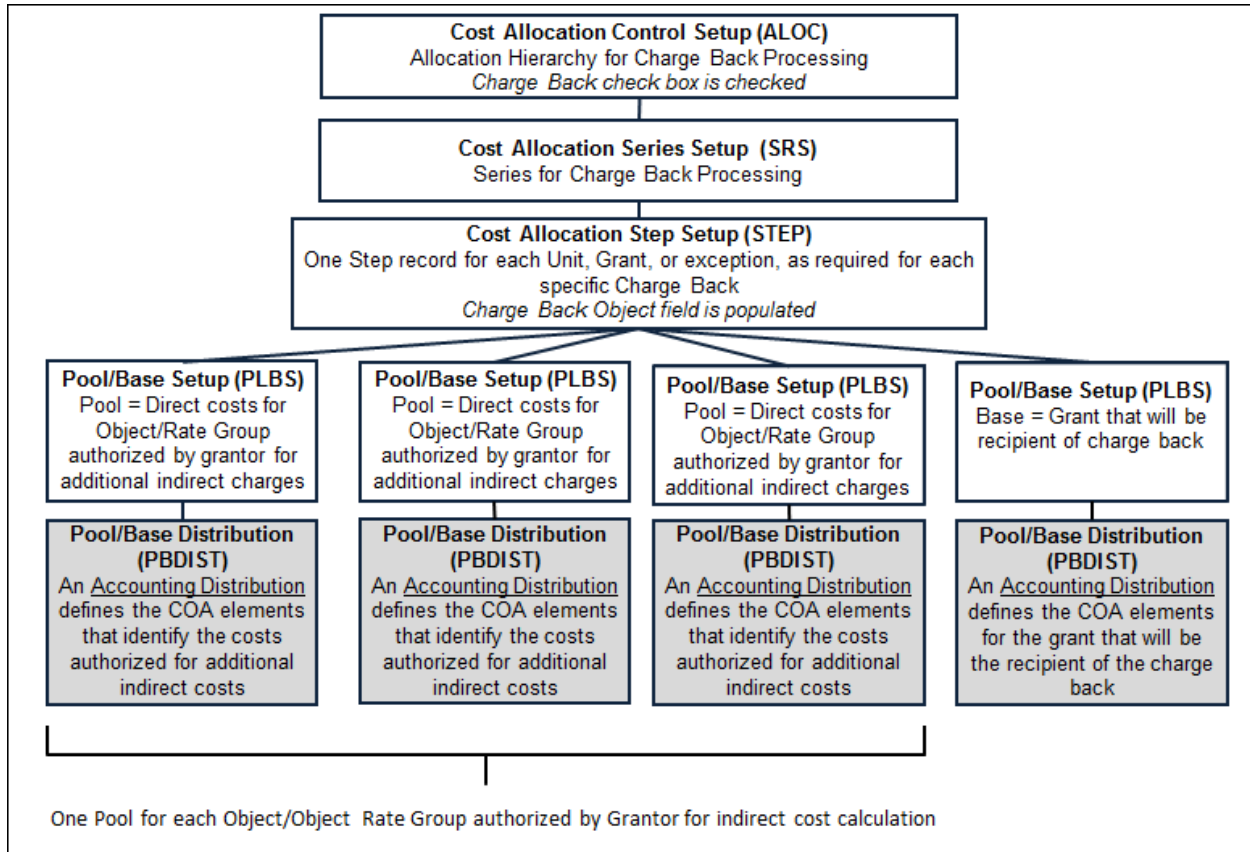 Cost Allocation Control Setup (ALOC)
Allocation Hierarchy for Charge Back Processing
Charge Back check box is checked
Cost Allocation Series Setup (SRS)
Series for Charge Back Processing
Cost Allocation Step Setup (STEP)
One Step record for each Unit, Grant, or exception, as required for each
specific Charge Back
Charge Back Object field is populated
Pool/Base Setup (PLBS)
Pool = Direct costs for
Object/Rate Group
authorized by grantor for
additional indirect charges
Pool/Base Setup (PLBS)
Pool = Direct costs for
Object/Rate Group
authorized by grantor for
additional indirect charges
Pool/Base Setup (PLBS)
Pool = Direct costs for
Object/Rate Group
authorized by grantor for
additional indirect charges
Pool/Base Setup (PLBS)
Base = Grant that will be
recipient of charge back
Pool/Base Distribution
(PBDIST)
An Accounting Distribution
defines the COA elements
that identify the costs
authorized for additional
indirect costs
Pool/Base Distribution
(PBDIST)
An Accounting Distribution
defines the COA elements
that identify the costs
authorized for additional
indirect costs
Pool/Base Distribution
(PBDIST)
An Accounting Distribution
defines the COA elements
that identify the costs
authorized for additional
indirect costs
Pool/Base Distribution
(PBDIST)
An Accounting Distribution
defines the COA elements
for the grant that will be
the recipient of the charge
back
One Pool for each Object/Object Rate Group authorized by Grantor for indirect cost calculation